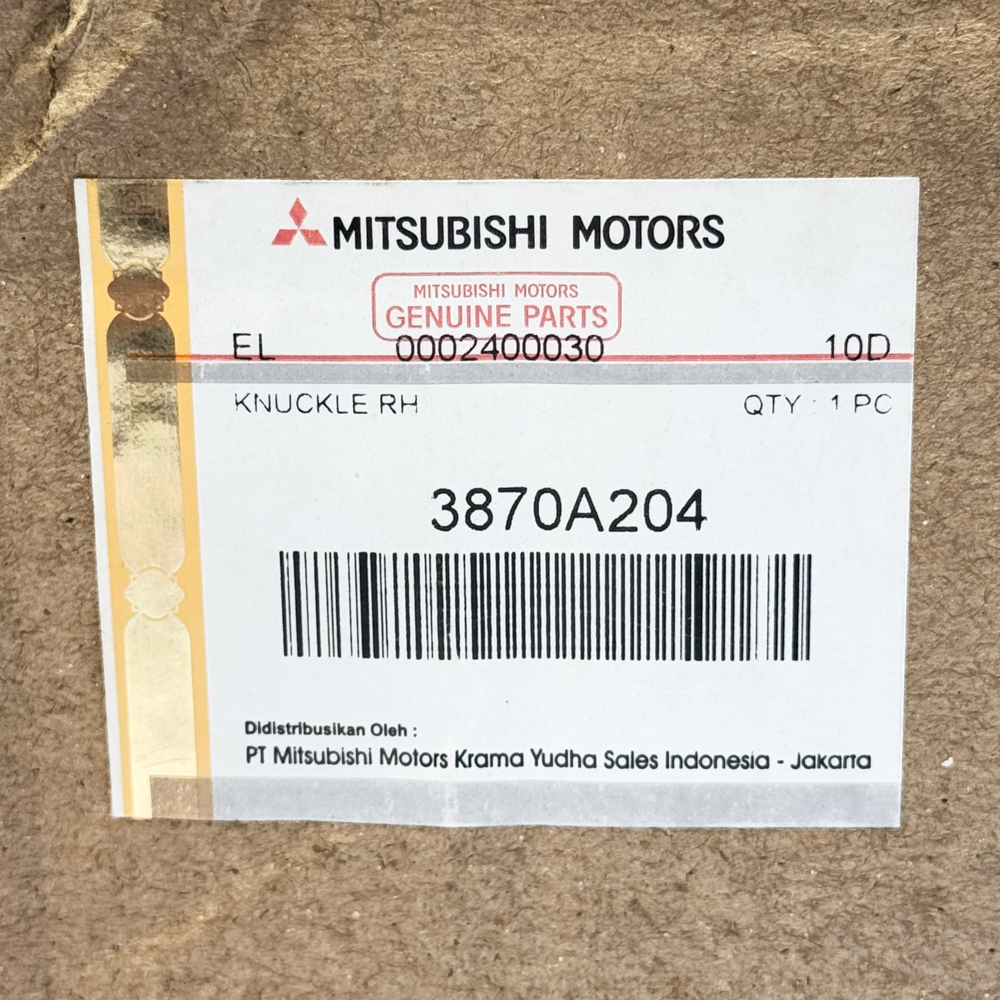 MITSUBISHI MOTORS
MITSUBISHI MOTORS
GENUINE PARTS
EL 0002400030 10D
KNUCKLE,RH QTY : 1 PC
3870A204
Didistribusikan Oleh :
PT Mitsubishi Motors Krama Yudha Sales Indonesia - Jakarta